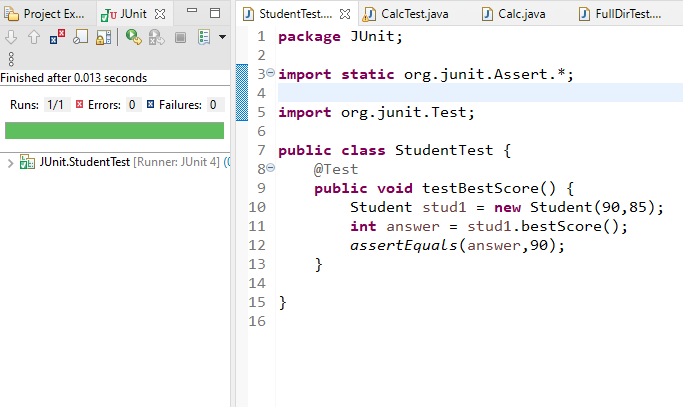 Project Ex... JUnit
Finished after 0.013 seconds
Runs: 1/1 Errors: 0 Failures: 0
JUnit.StudentTest [Runner: JUnit 4] (0
StudentTest.... CalcTest.java Calc.java FullDirTest....
1 package JUnit;
2
3 import static org.junit.Assert.*;
4
5 import org.junit.Test;
6
7 public class StudentTest {
8 @Test
9 public void testBestScore() {
10 Student stud1 = new Student(90,85);
11 int answer = stud1.bestScore();
12 assertEquals(answer,90);
13 }
14
15 }
16